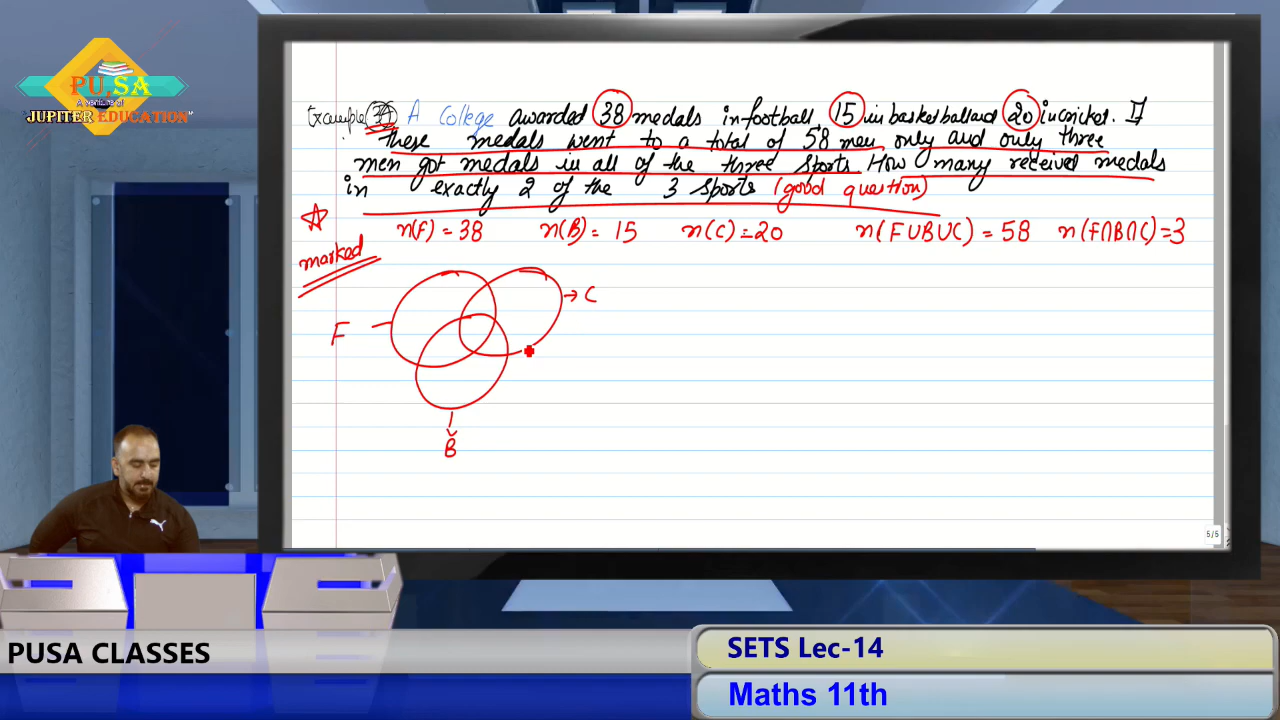 PU,SA
A venture of
JUPITER EDUCATION"
Example 34 A College awarded 38 medals in football, 15 in basketball and 20 in cricket. If
these medals went to a total of 58 men only and only three
men got medals in all of the three sports. How many received medals
in exactly 2 of the 3 sports (good question)
marked
n(F) = 38 n(B) = 15 n(C) = 20 n(F∪B∪C) = 58 n(F∩B∩C) = 3
F
→ C
B
5/5
PUSA CLASSES
SETS Lec-14
Maths 11th